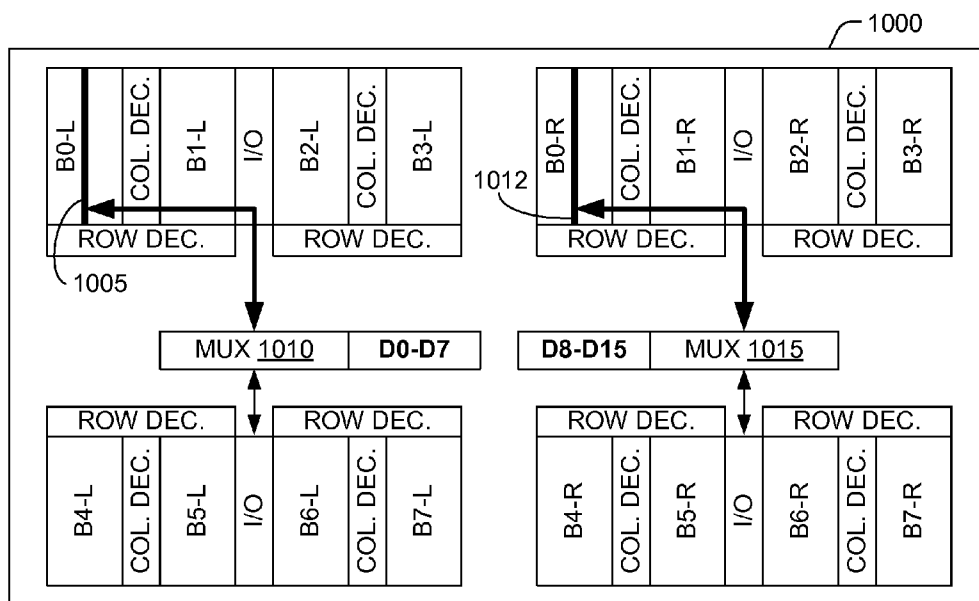 1000
B0-L COL. DEC. B1-L I/O B2-L COL. DEC. B3-L
ROW DEC. ROW DEC.
1005
B0-R COL. DEC. B1-R I/O B2-R COL. DEC. B3-R
1012
ROW DEC. ROW DEC.
MUX 1010 D0-D7
D8-D15 MUX 1015
ROW DEC. ROW DEC.
B4-L COL. DEC. B5-L I/O B6-L COL. DEC. B7-L
ROW DEC. ROW DEC.
B4-R COL. DEC. B5-R I/O B6-R COL. DEC. B7-R